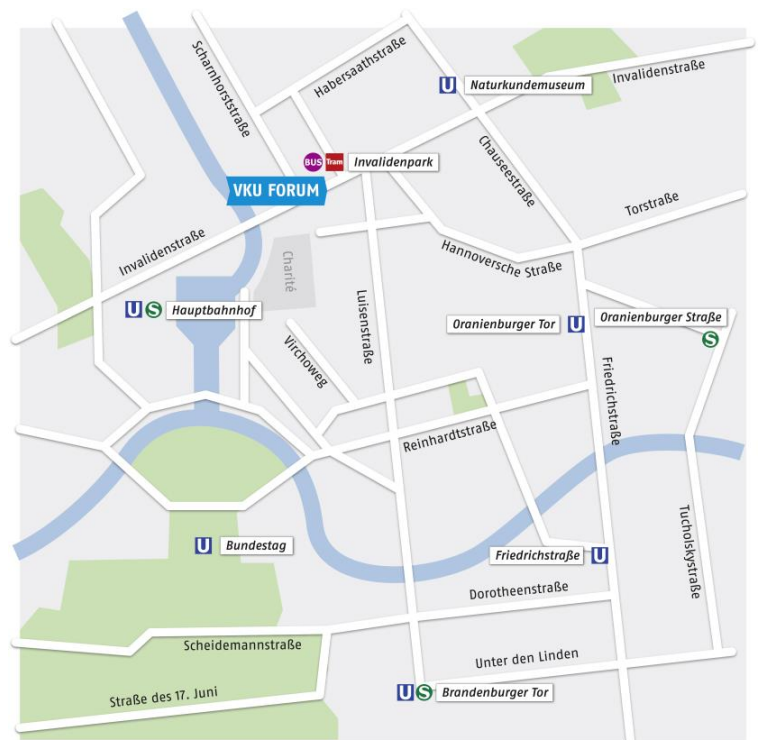 Scharnhorststraße
Habersaathstraße
U Naturkundemuseum
Invalidenstraße
BUS Tram Invalidenpark
Chausseestraße
VKU FORUM
Torstraße
Invalidenstraße
Hannoversche Straße
Charité
U S Hauptbahnhof
Luisenstraße
Oranienburger Tor U
Oranienburger Straße
S
Virchoweg
Friedrichstraße
Reinhardtstraße
U Bundestag
Friedrichstraße U
Tucholskystraße
Dorotheenstraße
Scheidemannstraße
Unter den Linden
Straße des 17. Juni
U S Brandenburger Tor